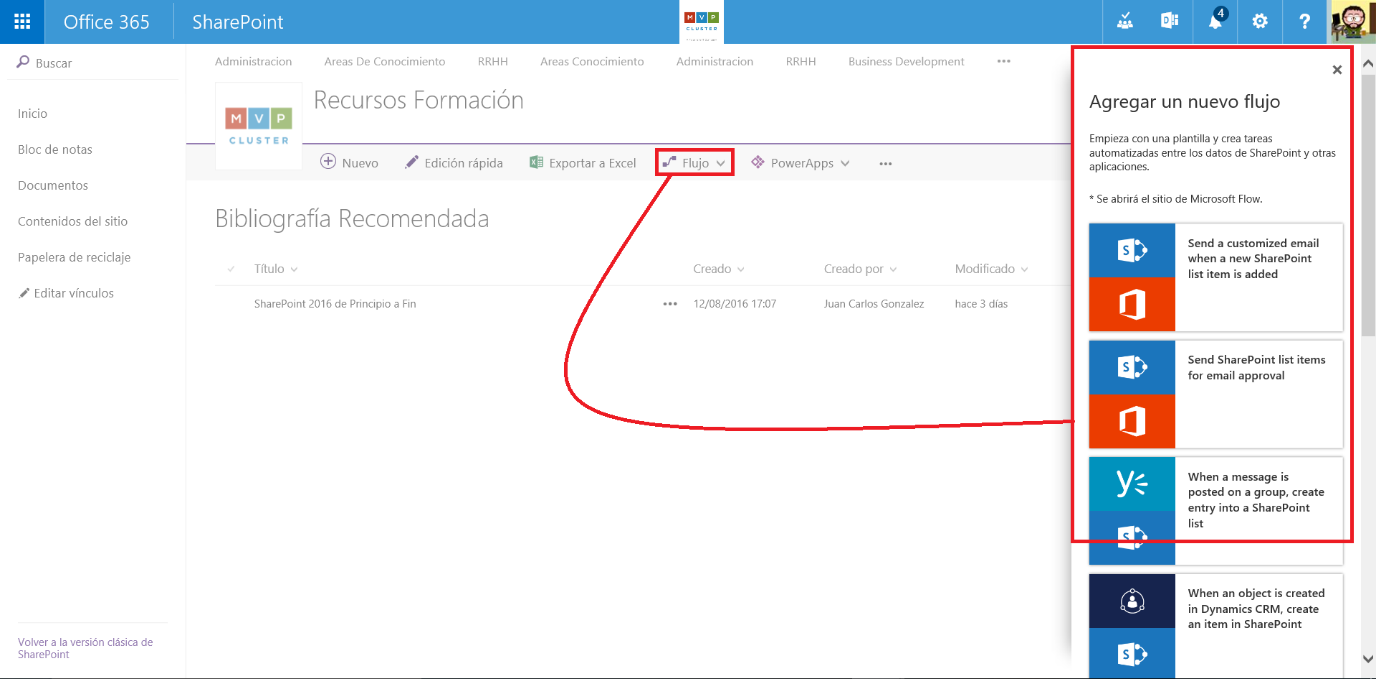 Office 365
SharePoint
M V P
CLUSTER
4
?
Buscar
Administracion
Areas De Conocimiento
RRHH
Areas Conocimiento
Administracion
RRHH
Business Development
Inicio
Bloc de notas
Documentos
Contenidos del sitio
Papelera de reciclaje
Editar vínculos
Volver a la versión clásica de
SharePoint
M V P
CLUSTER
Recursos Formación
Nuevo
Edición rápida
Exportar a Excel
Flujo
PowerApps
Bibliografía Recomendada
Título
Creado
Creado por
Modificado
SharePoint 2016 de Principio a Fin
12/08/2016 17:07
Juan Carlos Gonzalez
hace 3 días
Agregar un nuevo flujo
Empieza con una plantilla y crea tareas
automatizadas entre los datos de SharePoint y otras
aplicaciones.
* Se abrirá el sitio de Microsoft Flow.
Send a customized email
when a new SharePoint
list item is added
Send SharePoint list items
for email approval
When a message is
posted on a group, create
entry into a SharePoint
list
When an object is created
in Dynamics CRM, create
an item in SharePoint